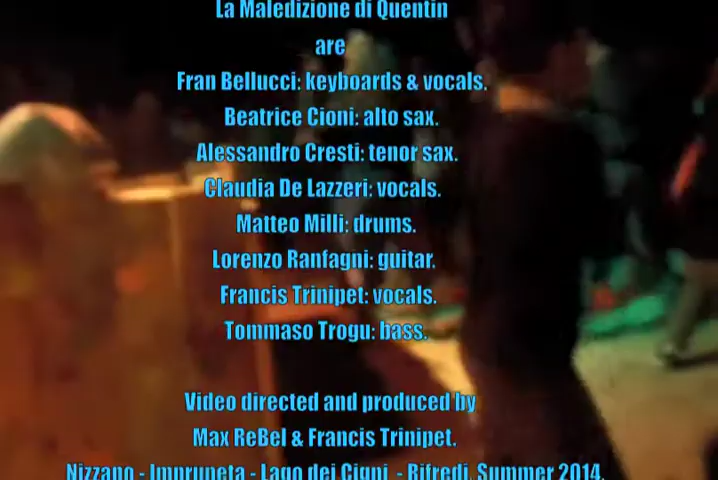 La Maledizione di Quentin
are
Fran Bellucci: keyboards & vocals.
Beatrice Cioni: alto sax.
Alessandro Cresti: tenor sax.
Claudia De Lazzeri: vocals.
Matteo Milli: drums.
Lorenzo Ranfagni: guitar.
Francis Trinipet: vocals.
Tommaso Trogu: bass.
Video directed and produced by
Max ReBel & Francis Trinipet.
Nizzano - Impruneta - Lago dei Cigni - Rifredi, Summer 2014.